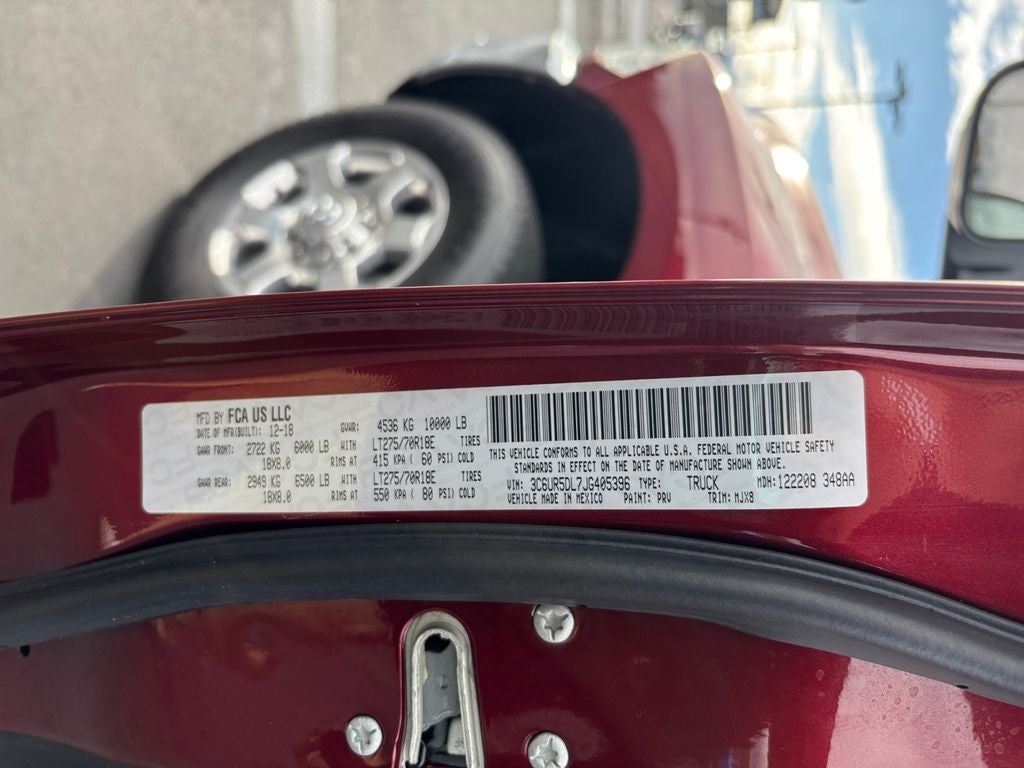 MFD BY FCA US LLC
DATE OF MFR(BUILT): 12-18 GVWR: 4536 KG 10000 LB
GAWR FRONT: 2722 KG 6000 LB WITH LT275/70R18E TIRES
18X8.0 RIMS AT 415 KPA ( 60 PSI) COLD
GAWR REAR: 2949 KG 6500 LB WITH LT275/70R18E TIRES
18X8.0 RIMS AT 550 KPA ( 80 PSI) COLD
THIS VEHICLE CONFORMS TO ALL APPLICABLE U.S.A. FEDERAL MOTOR VEHICLE SAFETY
STANDARDS IN EFFECT ON THE DATE OF MANUFACTURE SHOWN ABOVE.
VIN: 3C6UR5DL7JG405396 TYPE: TRUCK MDH:122208 348AA
VEHICLE MADE IN MEXICO PAINT: PRV TRIM: MJX8